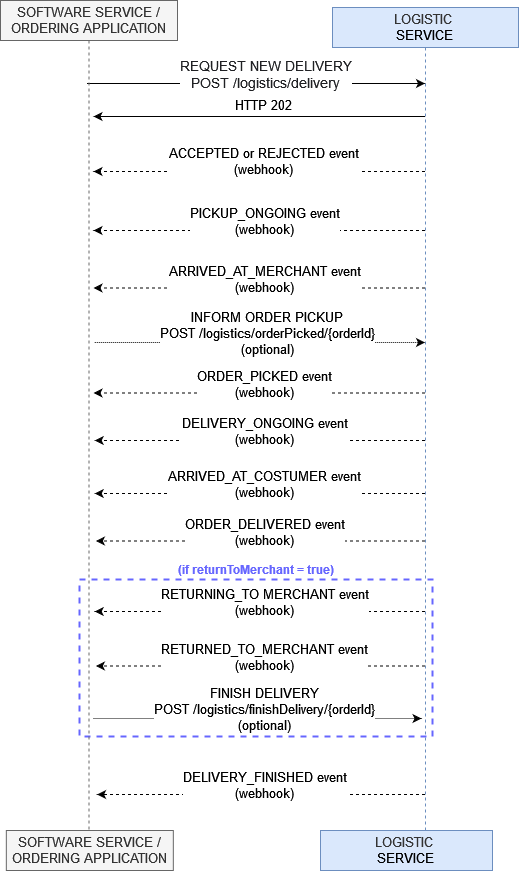 SOFTWARE SERVICE /
ORDERING APPLICATION
LOGISTIC
SERVICE
REQUEST NEW DELIVERY
POST /logistics/delivery
HTTP 202
ACCEPTED or REJECTED event
(webhook)
PICKUP_ONGOING event
(webhook)
ARRIVED_AT_MERCHANT event
(webhook)
INFORM ORDER PICKUP
POST /logistics/orderPicked/{orderId}
(optional)
ORDER_PICKED event
(webhook)
DELIVERY_ONGOING event
(webhook)
ARRIVED_AT_COSTUMER event
(webhook)
ORDER_DELIVERED event
(webhook)
(if returnToMerchant = true)
RETURNING_TO MERCHANT event
(webhook)
RETURNED_TO_MERCHANT event
(webhook)
FINISH DELIVERY
POST /logistics/finishDelivery/{orderId}
(optional)
DELIVERY_FINISHED event
(webhook)
SOFTWARE SERVICE /
ORDERING APPLICATION
LOGISTIC
SERVICE